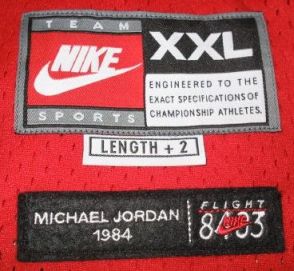 TEAM
NIKE
SPORTS
XXL
ENGINEERED TO THE
EXACT SPECIFICATIONS OF
CHAMPIONSHIP ATHLETES.
LENGTH + 2
MICHAEL JORDAN
1984
FLIGHT
8403
NIKE